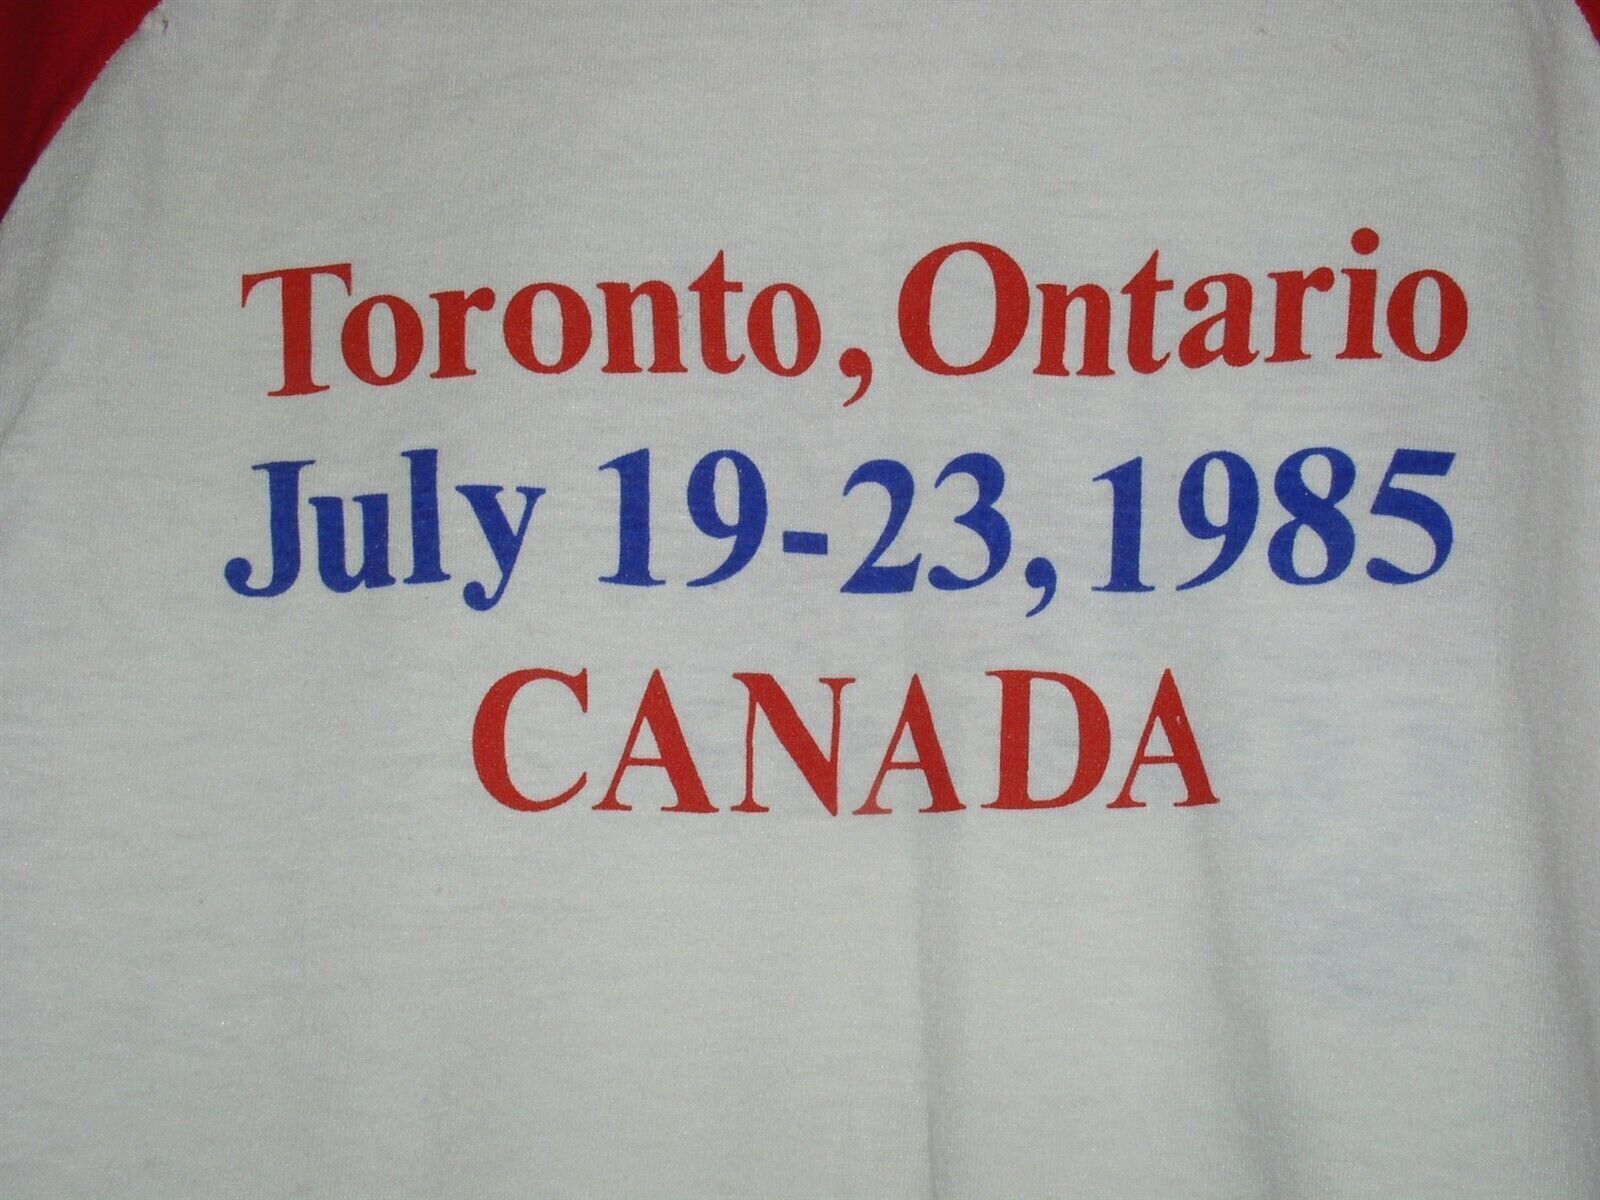 Toronto, Ontario
July 19-23, 1985
CANADA